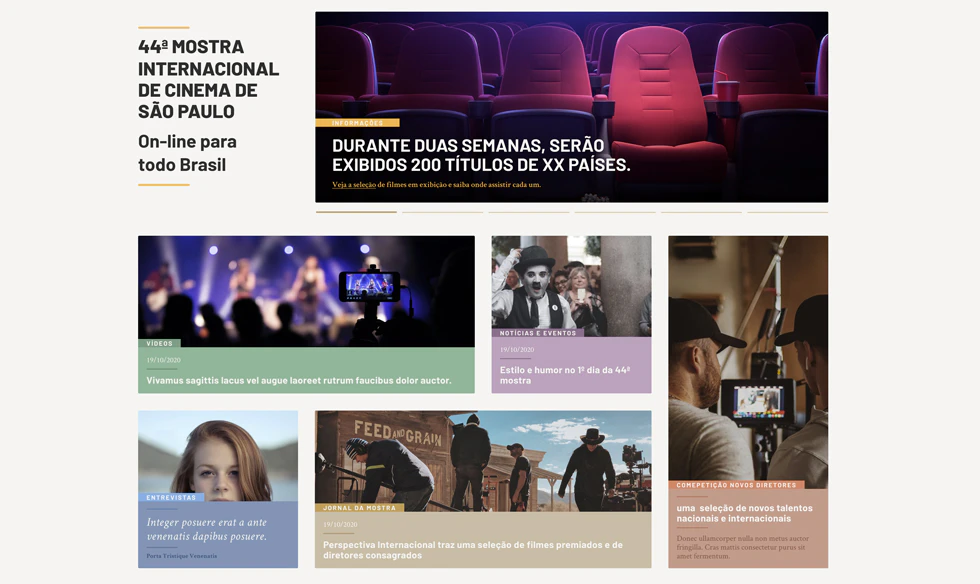 44ª MOSTRA
INTERNACIONAL
DE CINEMA DE
SÃO PAULO
On-line para
todo Brasil
INFORMAÇÕES
DURANTE DUAS SEMANAS, SERÃO
EXIBIDOS 200 TÍTULOS DE XX PAÍSES.
Veja a seleção de filmes em exibição e saiba onde assistir cada um.
VÍDEOS
19/10/2020
Vivamus sagittis lacus vel augue laoreet rutrum faucibus dolor auctor.
NOTÍCIAS E EVENTOS
19/10/2020
Estilo e humor no 1º dia da 44ª
mostra
COMEPETIÇÃO NOVOS DIRETORES
uma seleção de novos talentos
nacionais e internacionais
Donec ullamcorper nulla non metus auctor
fringilla. Cras mattis consectetur purus sit
amet fermentum.
ENTREVISTAS
Integer posuere erat a ante
venenatis dapibus posuere.
Porta Tristique Venenatis
FEED AND GRAIN
JORNAL DA MOSTRA
19/10/2020
Perspectiva Internacional traz uma seleção de filmes premiados e de
diretores consagrados